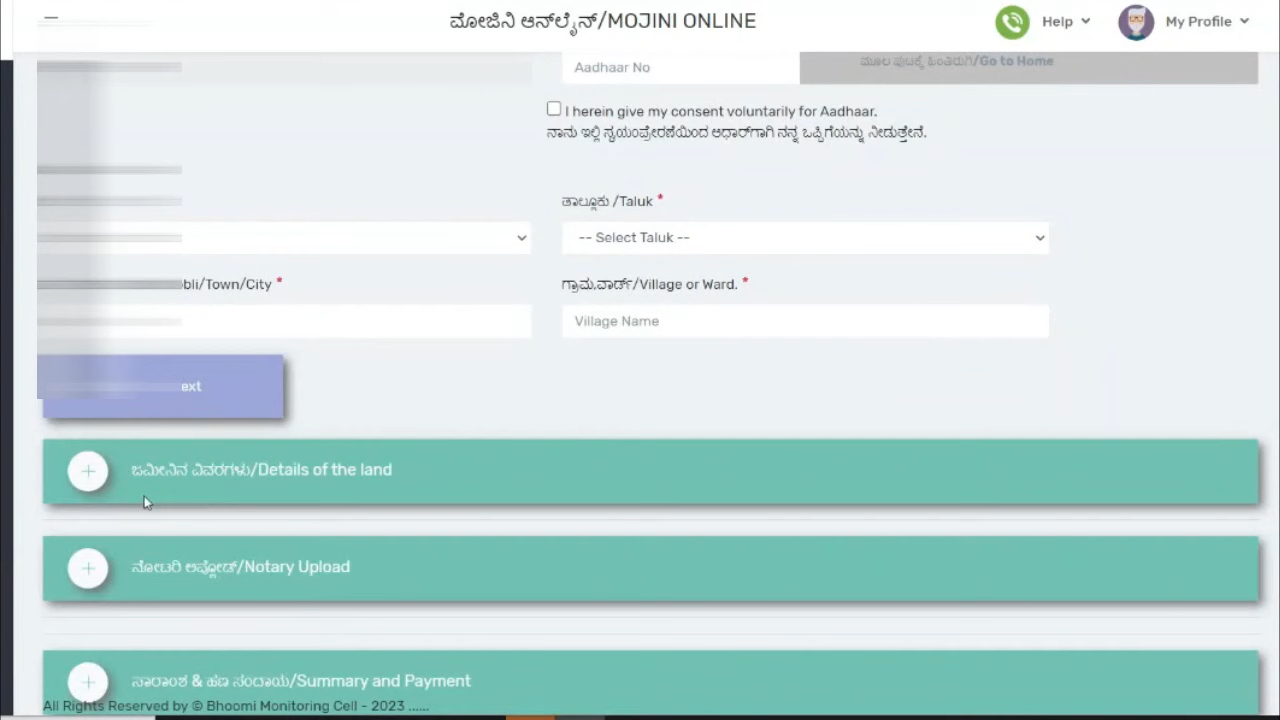 ಮೋಜಿನಿ ಆನ್‌ಲೈನ್/MOJINI ONLINE
Help
My Profile
Aadhaar No
ಮೂಲ ಪುಟಕ್ಕೆ ಹಿಂತಿರುಗಿ/Go to Home
I herein give my consent voluntarily for Aadhaar.
ನಾನು ಇಲ್ಲಿ ಸ್ವಯಂಪ್ರೇರಣೆಯಿಂದ ಆಧಾರ್‌ಗಾಗಿ ನನ್ನ ಒಪ್ಪಿಗೆಯನ್ನು ನೀಡುತ್ತೇನೆ.
ತಾಲ್ಲೂಕು /Taluk *
-- Select Taluk --
bli/Town/City *
ಗ್ರಾಮ,ವಾರ್ಡ್/Village or Ward. *
Village Name
ext
ಜಮೀನಿನ ವಿವರಗಳು/Details of the land
ನೋಟರಿ ಅಪ್ಲೋಡ್/Notary Upload
ಸಾರಾಂಶ & ಹಣ ಸಂದಾಯ/Summary and Payment
All Rights Reserved by © Bhoomi Monitoring Cell - 2023 ......